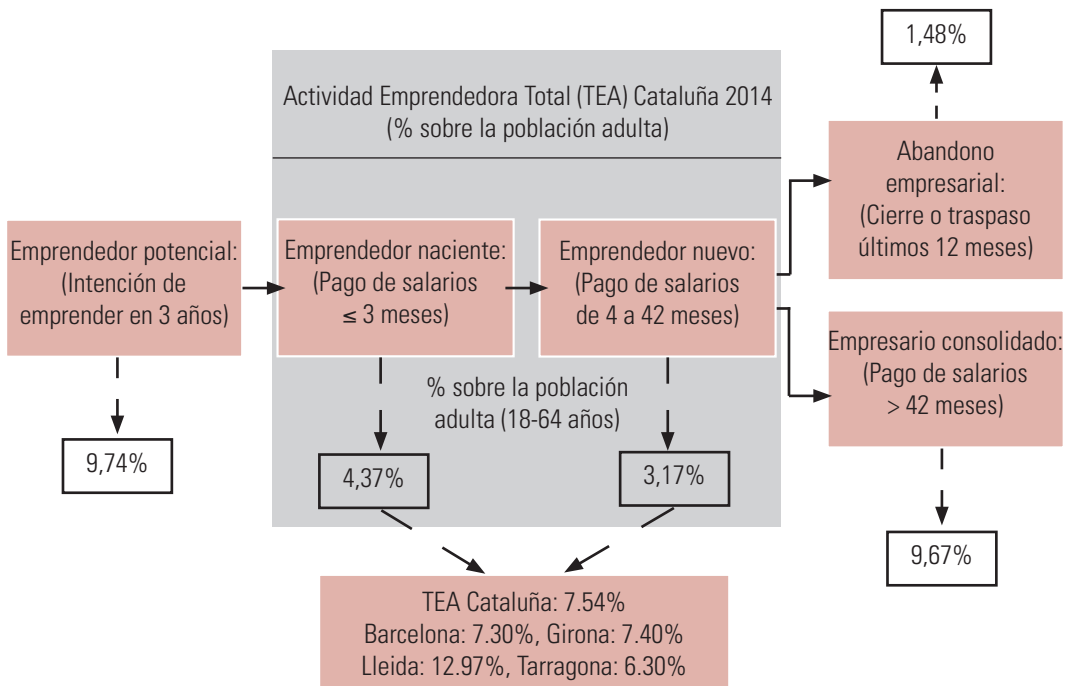 Actividad Emprendedora Total (TEA) Cataluña 2014
(% sobre la población adulta)
Emprendedor potencial:
(Intención de
emprender en 3 años)
9,74%
Emprendedor naciente:
(Pago de salarios
≤ 3 meses)
Emprendedor nuevo:
(Pago de salarios
de 4 a 42 meses)
% sobre la población
adulta (18-64 años)
4,37%
3,17%
1,48%
Abandono
empresarial:
(Cierre o traspaso
últimos 12 meses)
Empresario consolidado:
(Pago de salarios
> 42 meses)
9,67%
TEA Cataluña: 7.54%
Barcelona: 7.30%, Girona: 7.40%
Lleida: 12.97%, Tarragona: 6.30%